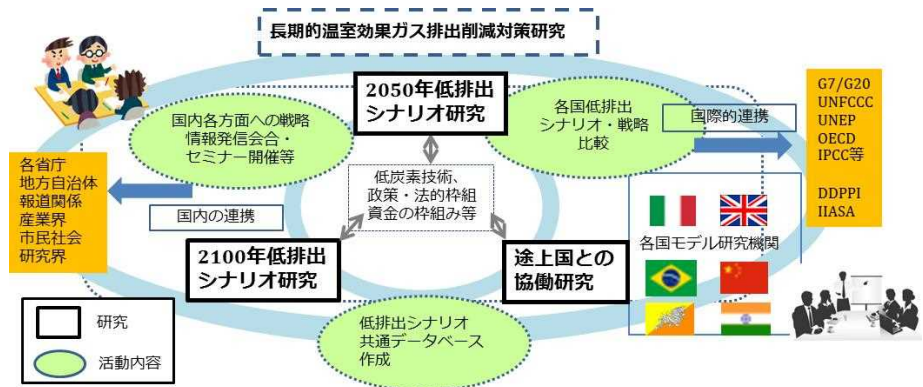 長期的温室効果ガス排出削減対策研究
2050年低排出
シナリオ研究
国内各方面への戦略
情報発信会会・
セミナー開催等
各国低排出
シナリオ・戦略
比較
国際的連携
G7/G20
UNFCCC
UNEP
OECD
IPCC等
DDPPI
IIASA
各省庁
地方自治体
報道関係
産業界
市民社会
研究界
国内の連携
低炭素技術、
政策・法的枠組
資金の枠組み等
2100年低排出
シナリオ研究
途上国との
協働研究
各国モデル研究機関
低排出シナリオ
共通データベース
作成
研究
活動内容